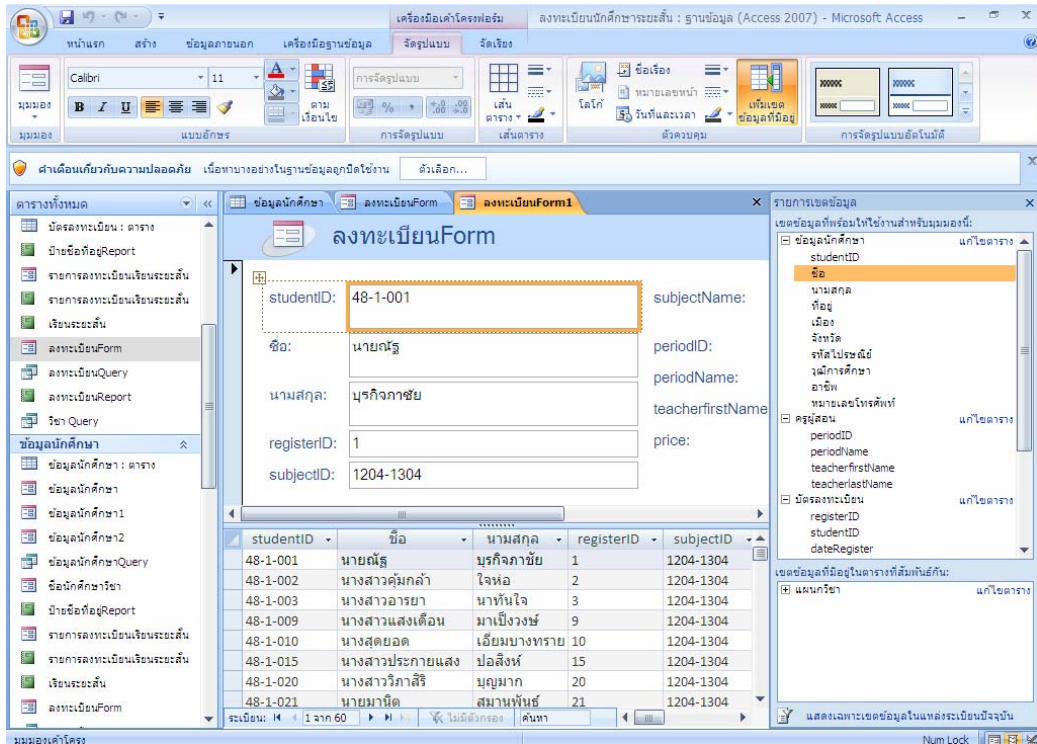 เครื่องมือเค้าโครงฟอร์ม
ลงทะเบียนนักศึกษาระยะสั้น : ฐานข้อมูล (Access 2007) - Microsoft Access
หน้าแรก สร้าง ข้อมูลภายนอก เครื่องมือฐานข้อมูล จัดรูปแบบ จัดเรียง
Calibri 11
มุมมอง
B I U
ตามเงื่อนไข
การจัดรูปแบบ
เส้นตาราง
โลโก้
ชื่อเรื่อง
หมายเลขหน้า
วันที่และเวลา
เพิ่มเขตข้อมูลที่มีอยู่
มุมมอง แบบอักษร การจัดรูปแบบ เส้นตาราง ตัวควบคุม การจัดรูปแบบอัตโนมัติ
คำเตือนเกี่ยวกับความปลอดภัย เนื้อหาบางอย่างในฐานข้อมูลถูกปิดใช้งาน ตัวเลือก...
ตารางทั้งหมด
บัตรลงทะเบียน : ตาราง
ป้ายชื่อที่อยู่Report
รายการลงทะเบียนเรียนระยะสั้น
รายการลงทะเบียนเรียนระยะสั้น
เรียนระยะสั้น
ลงทะเบียนForm
ลงทะเบียนQuery
ลงทะเบียนReport
วิชา Query
ข้อมูลนักศึกษา
ข้อมูลนักศึกษา : ตาราง
ข้อมูลนักศึกษา
ข้อมูลนักศึกษา1
ข้อมูลนักศึกษา2
ข้อมูลนักศึกษาQuery
ชื่อนักศึกษาวิชา
ป้ายชื่อที่อยู่Report
รายการลงทะเบียนเรียนระยะสั้น
รายการลงทะเบียนเรียนระยะสั้น
เรียนระยะสั้น
ลงทะเบียนForm
ข้อมูลนักศึกษา ลงทะเบียนForm ลงทะเบียนForm1
ลงทะเบียนForm
studentID: 48-1-001 subjectName:
ชื่อ: นายณัฐ periodID:
periodName:
นามสกุล: บุรกิจภาชัย
teacherfirstName
registerID: 1 price:
subjectID: 1204-1304
studentID ชื่อ นามสกุล registerID subjectID
48-1-001 นายณัฐ บุรกิจภาชัย 1 1204-1304
48-1-002 นางสาวคุ้มกล้า ใจห่อ 2 1204-1304
48-1-003 นางสาวอารยา นาทันใจ 3 1204-1304
48-1-009 นางสาวแสงเดือน มาเป็งวงษ์ 9 1204-1304
48-1-010 นางสุดยอด เอี่ยมบางทราย 10 1204-1304
48-1-015 นางสาวประกายแสง ปอสิงห์ 15 1204-1304
48-1-020 นางสาววิภาสิริ บุญมาก 20 1204-1304
48-1-021 นายมานิต สมานพันธ์ 21 1204-1304
ระเบียน: 1 จาก 60 ไม่มีตัวกรอง ค้นหา
รายการเขตข้อมูล
เขตข้อมูลที่พร้อมให้ใช้งานสำหรับมุมมองนี้:
ข้อมูลนักศึกษา แก้ไขตาราง
studentID
ชื่อ
นามสกุล
ที่อยู่
เมือง
จังหวัด
รหัสไปรษณีย์
วุฒิการศึกษา
อาชีพ
หมายเลขโทรศัพท์
ครูผู้สอน แก้ไขตาราง
periodID
periodName
teacherfirstName
teacherlastName
บัตรลงทะเบียน แก้ไขตาราง
registerID
studentID
dateRegister
เขตข้อมูลที่มีอยู่ในตารางที่สัมพันธ์กัน:
แผนกวิชา แก้ไขตาราง
แสดงเฉพาะเขตข้อมูลในแหล่งระเบียนปัจจุบัน
มุมมองเค้าโครง Num Lock